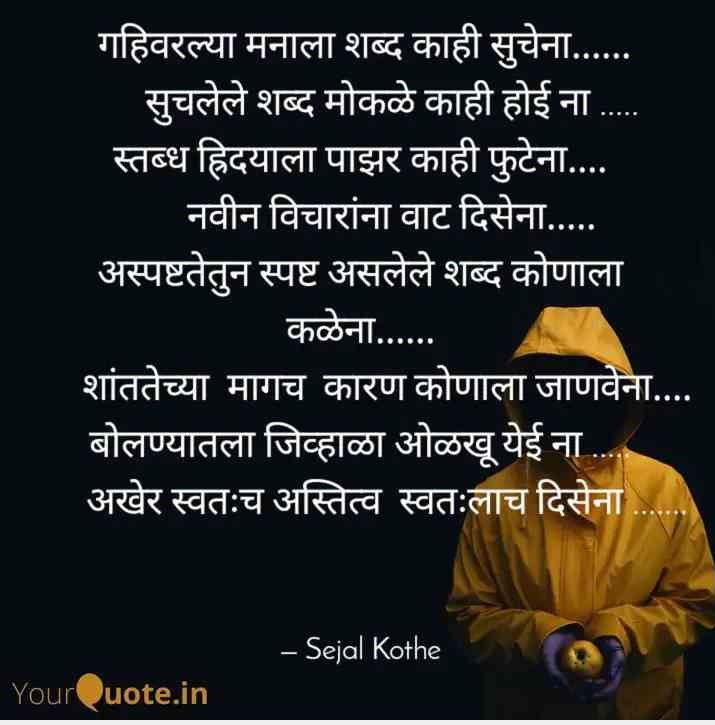 गहिवरल्या मनाला शब्द काही सुचेना......
सुचलेले शब्द मोकळे काही होई ना .....
स्तब्ध ह्रिदयाला पाझर काही फुटेना....
नवीन विचारांना वाट दिसेना.....
अस्पष्टतेतुन स्पष्ट असलेले शब्द कोणाला
कळेना......
शांततेच्या मागच कारण कोणाला जाणवेना....
बोलण्यातला जिव्हाळा ओळखू येई ना .....
अखेर स्वतःच अस्तित्व स्वतःलाच दिसेना .......
– Sejal Kothe
YourQuote.in